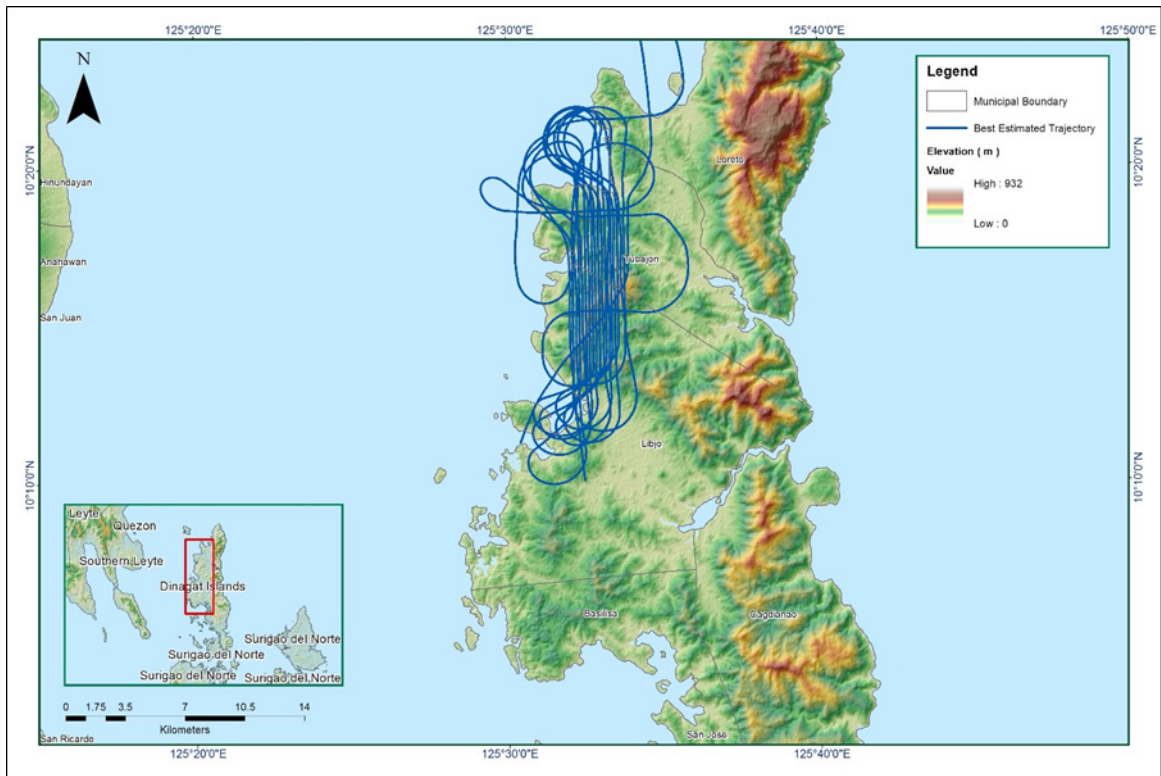 125°20'0"E
125°30'0"E
125°40'0"E
125°50'0"E
N
Legend
Municipal Boundary
Best Estimated Trajectory
Elevation ( m )
Value
High : 932
Low : 0
10°20'0"N
10°20'0"N
Hinundayan
Loreto
Anahawan
Tubajon
San Juan
Libjo
10°10'0"N
10°10'0"N
Leyte
Quezon
Southern Leyte
Dinagat Islands
Surigao del Norte
Surigao del Norte
Surigao del Norte
Surigao del Norte
Basilisa
Cagdianao
0 1.75 3.5 7 10.5 14
Kilometers
San Ricardo
San Jose
125°20'0"E
125°30'0"E
125°40'0"E